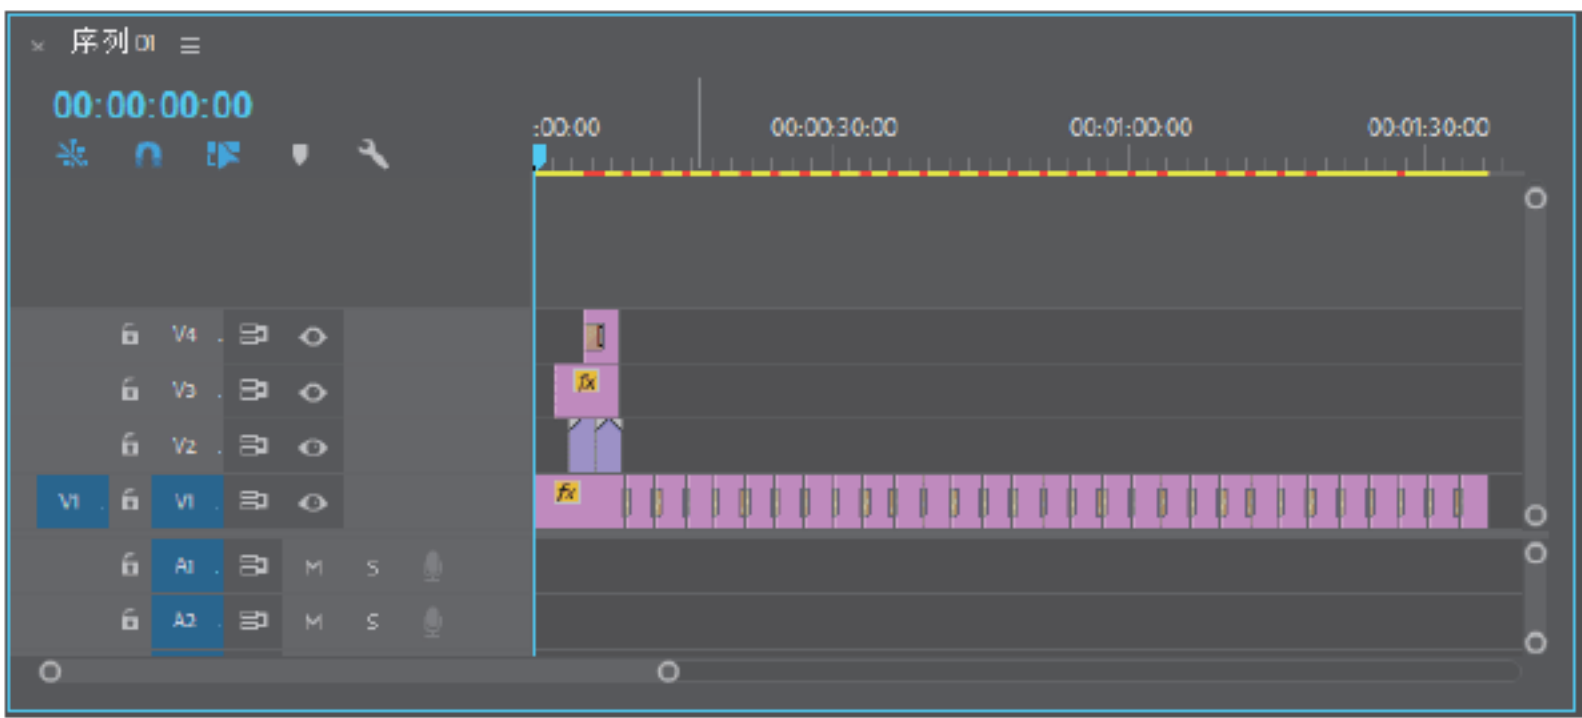 × 序列 01 ≡
00:00:00:00
:00:00 00:00:30:00 00:01:00:00 00:01:30:00
V4
V3 fx
V2
V1 V1 fx
A1 M S
A2 M S